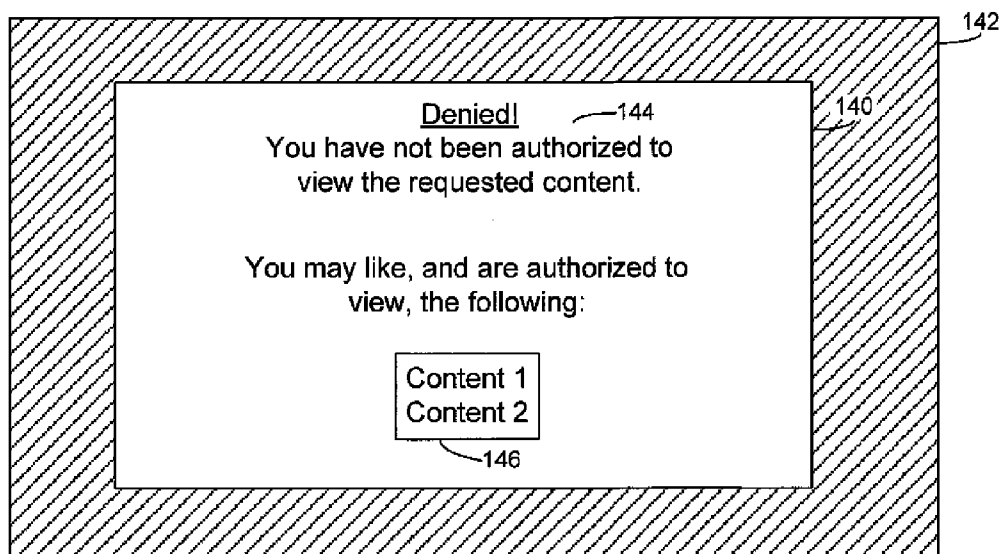 142
Denied!
144
140
You have not been authorized to
view the requested content.
You may like, and are authorized to
view, the following:
Content 1
Content 2
146